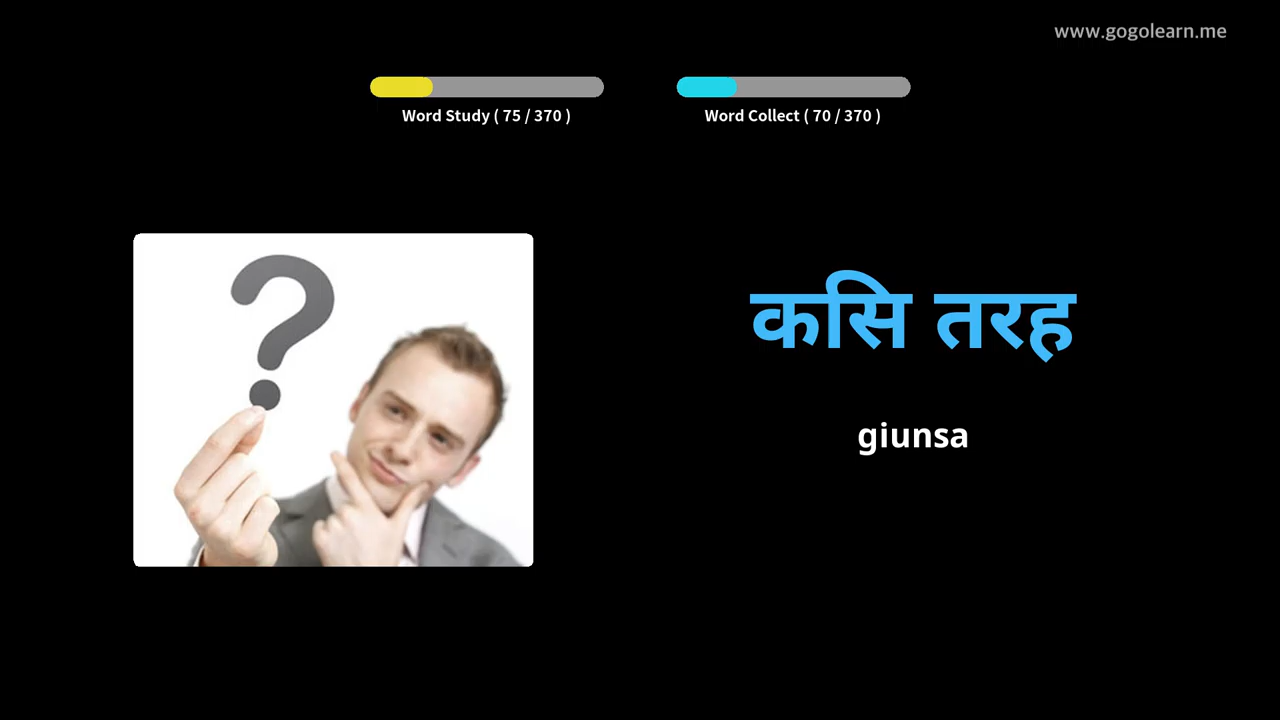 www.gogolearn.me
Word Study ( 75 / 370 )
Word Collect ( 70 / 370 )
कसि तरह
giunsa